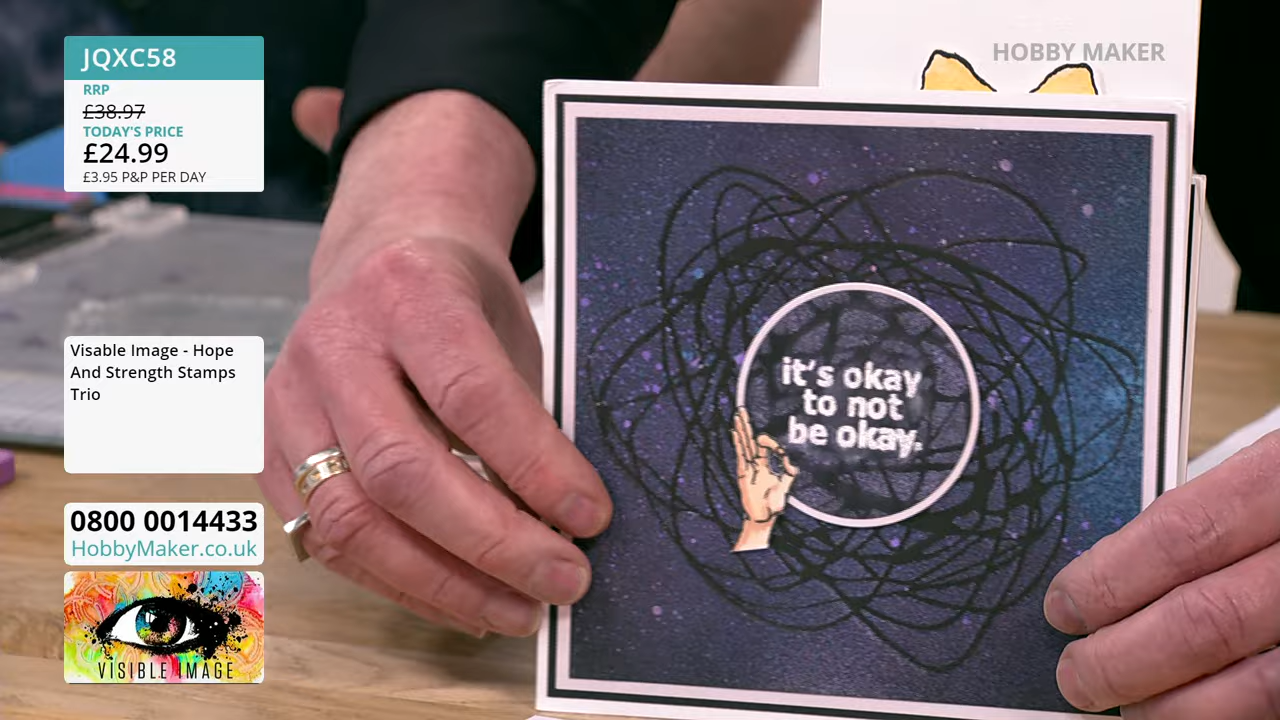 JQXC58
RRP
£38.97
TODAY'S PRICE
£24.99
£3.95 P&P PER DAY
Visable Image - Hope
And Strength Stamps
Trio
0800 0014433
HobbyMaker.co.uk
VISIBLE IMAGE
HOBBY MAKER
it's okay
to not
be okay.